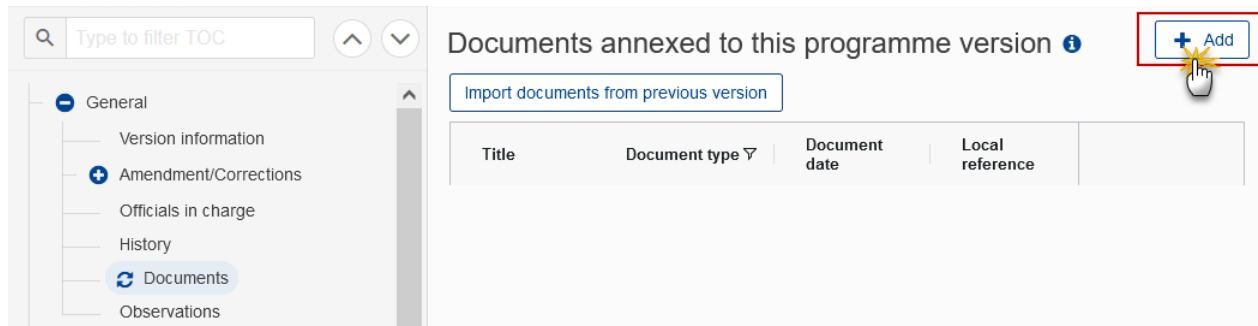 Type to filter TOC
General
Version information
Amendment/Corrections
Officials in charge
History
Documents
Observations
Documents annexed to this programme version
Add
Import documents from previous version
Title
Document type
Document
date
Local
reference